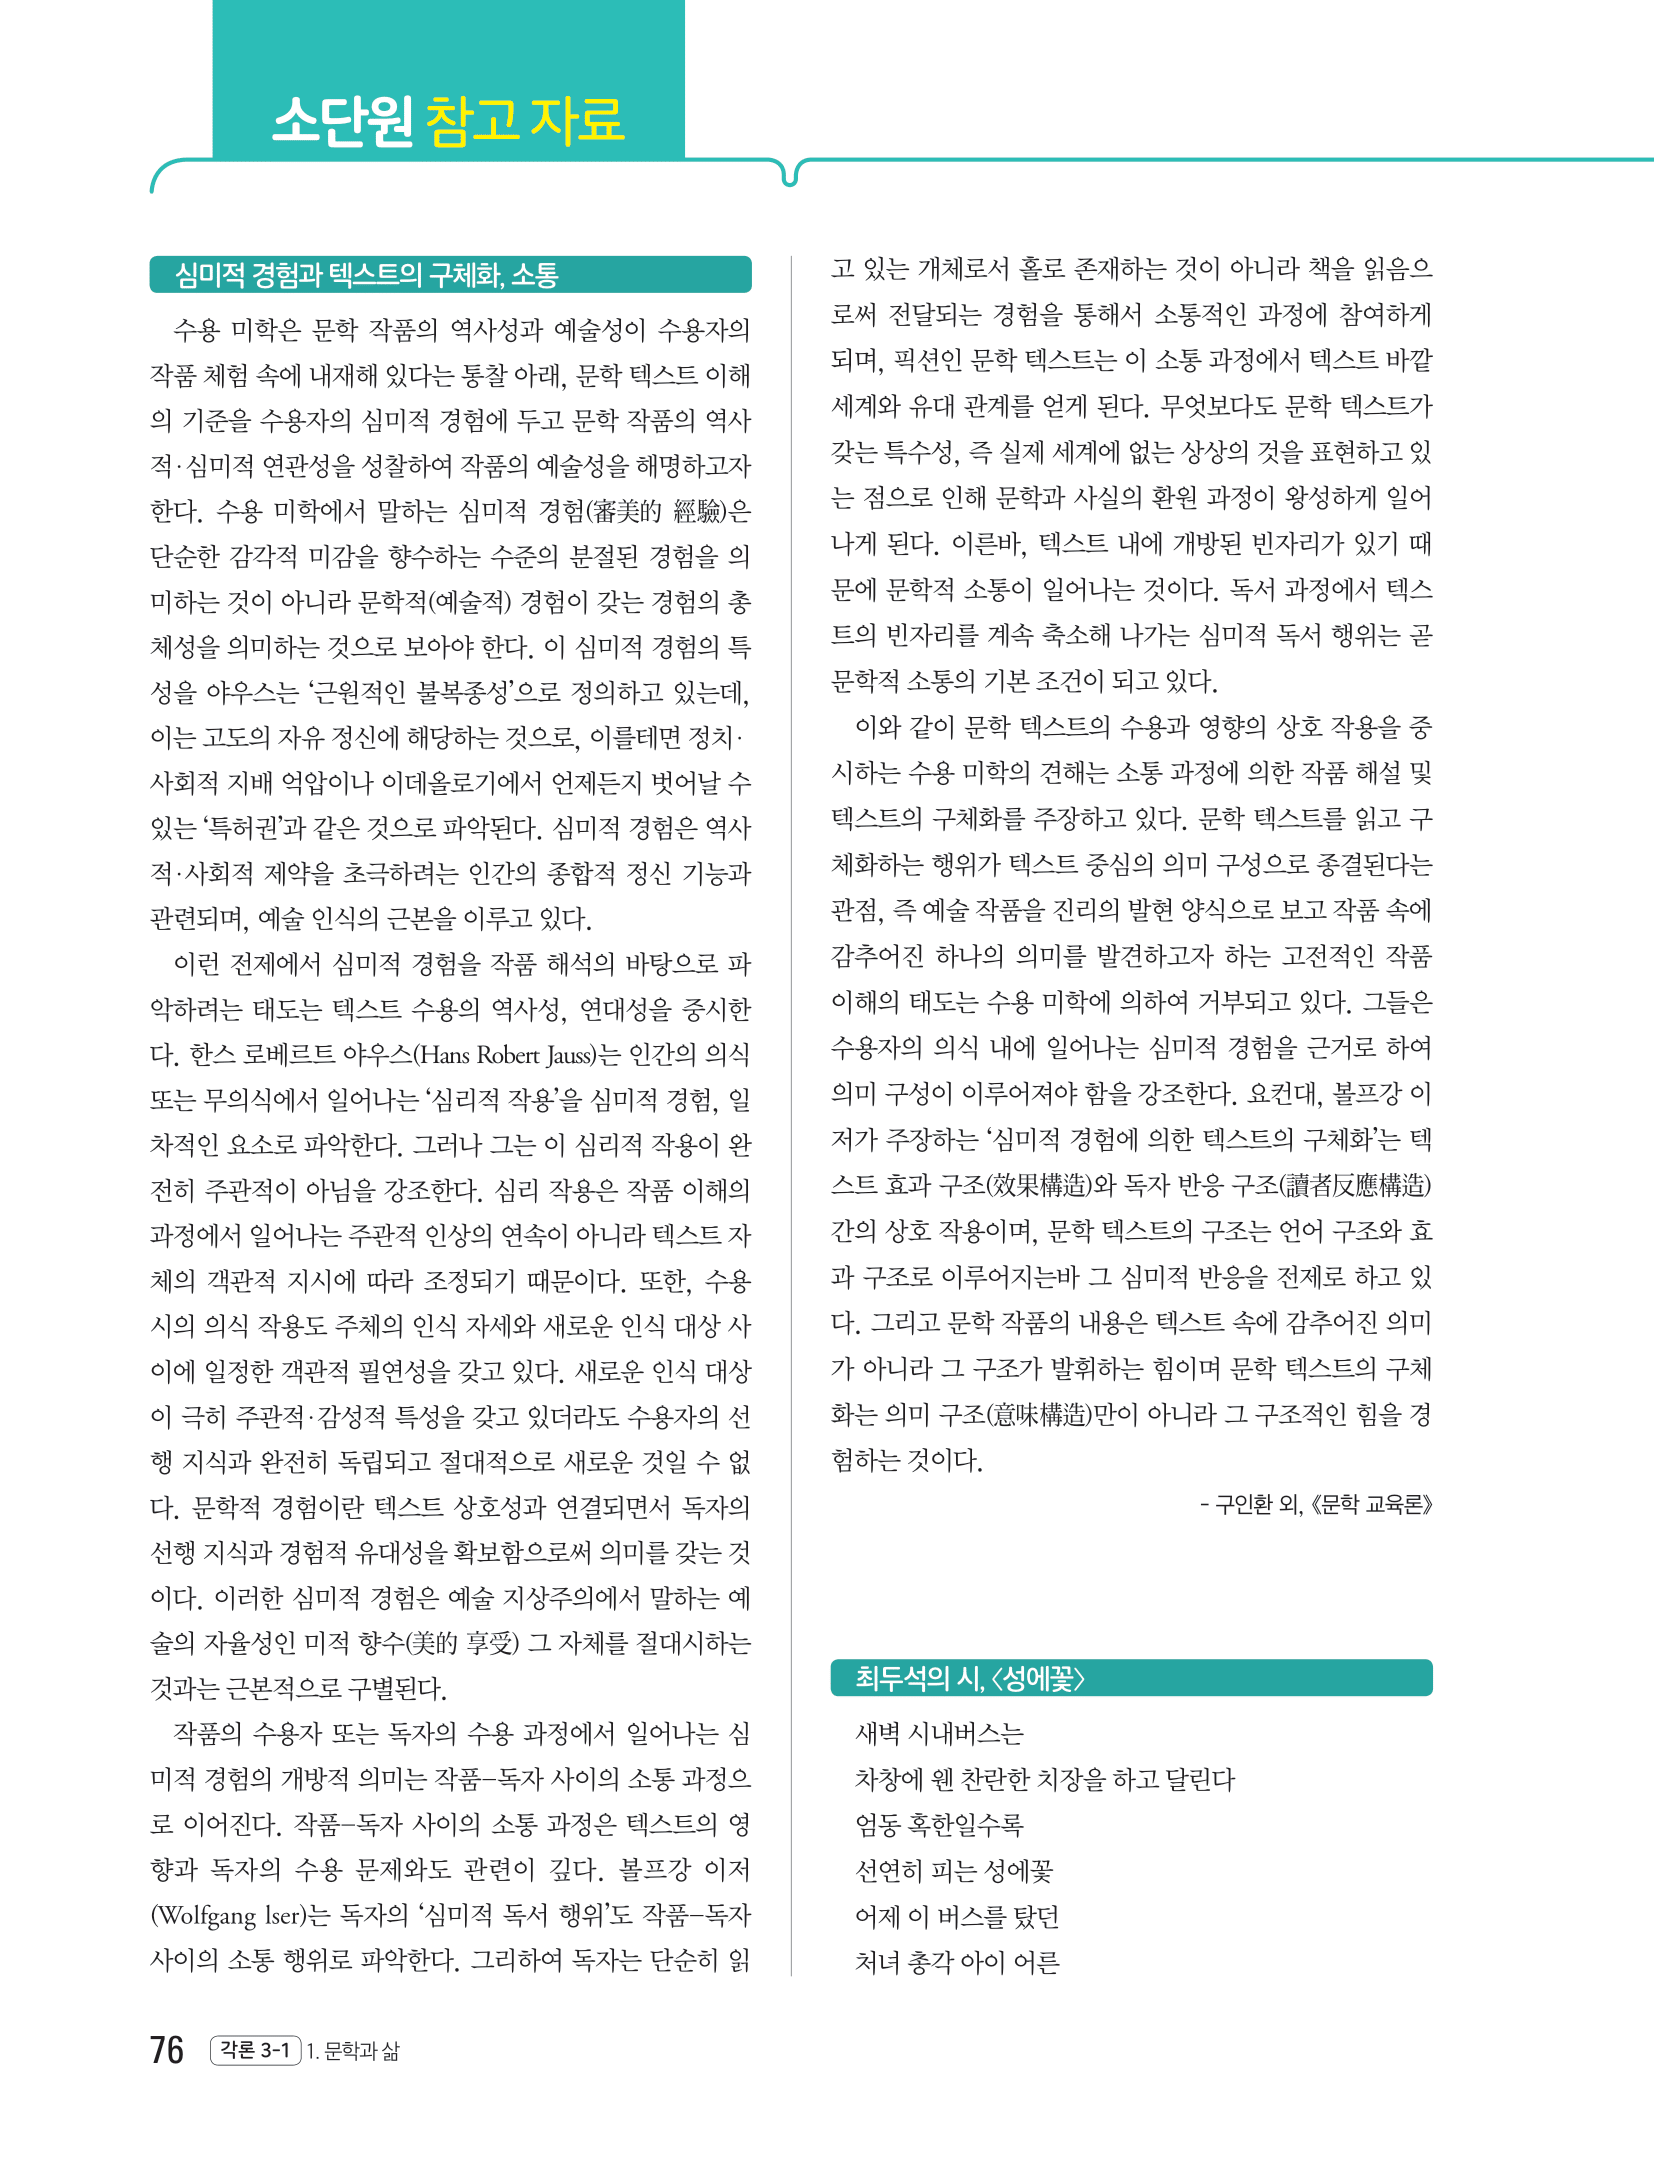 소단원 참고 자료
심미적 경험과 텍스트의 구체화, 소통
수용 미학은 문학 작품의 역사성과 예술성이 수용자의
작품 체험 속에 내재해 있다는 통찰 아래, 문학 텍스트 이해
의 기준을 수용자의 심미적 경험에 두고 문학 작품의 역사
적·심미적 연관성을 성찰하여 작품의 예술성을 해명하고자
한다. 수용 미학에서 말하는 심미적 경험(審美的 經驗)은
단순한 감각적 미감을 향수하는 수준의 분절된 경험을 의
미하는 것이 아니라 문학적(예술적) 경험이 갖는 경험의 총
체성을 의미하는 것으로 보아야 한다. 이 심미적 경험의 특
성을 야우스는 ‘근원적인 불복종성’으로 정의하고 있는데,
이는 고도의 자유 정신에 해당하는 것으로, 이를테면 정치·
사회적 지배 억압이나 이데올로기에서 언제든지 벗어날 수
있는 ‘특허권’과 같은 것으로 파악된다. 심미적 경험은 역사
적·사회적 제약을 초극하려는 인간의 종합적 정신 기능과
관련되며, 예술 인식의 근본을 이루고 있다.
이런 전제에서 심미적 경험을 작품 해석의 바탕으로 파
악하려는 태도는 텍스트 수용의 역사성, 연대성을 중시한
다. 한스 로베르트 야우스(Hans Robert Jauss)는 인간의 의식
또는 무의식에서 일어나는 ‘심리적 작용’을 심미적 경험, 일
차적인 요소로 파악한다. 그러나 그는 이 심리적 작용이 완
전히 주관적이 아님을 강조한다. 심리 작용은 작품 이해의
과정에서 일어나는 주관적 인상의 연속이 아니라 텍스트 자
체의 객관적 지시에 따라 조정되기 때문이다. 또한, 수용
시의 의식 작용도 주체의 인식 자세와 새로운 인식 대상 사
이에 일정한 객관적 필연성을 갖고 있다. 새로운 인식 대상
이 극히 주관적·감성적 특성을 갖고 있더라도 수용자의 선
행 지식과 완전히 독립되고 절대적으로 새로운 것일 수 없
다. 문학적 경험이란 텍스트 상호성과 연결되면서 독자의
선행 지식과 경험적 유대성을 확보함으로써 의미를 갖는 것
이다. 이러한 심미적 경험은 예술 지상주의에서 말하는 예
술의 자율성인 미적 향수(美的 享受) 그 자체를 절대시하는
것과는 근본적으로 구별된다.
작품의 수용자 또는 독자의 수용 과정에서 일어나는 심
미적 경험의 개방적 의미는 작품–독자 사이의 소통 과정으
로 이어진다. 작품–독자 사이의 소통 과정은 텍스트의 영
향과 독자의 수용 문제와도 관련이 깊다. 볼프강 이저
(Wolfgang lser)는 독자의 ‘심미적 독서 행위’도 작품–독자
사이의 소통 행위로 파악한다. 그리하여 독자는 단순히 읽
고 있는 개체로서 홀로 존재하는 것이 아니라 책을 읽음으
로써 전달되는 경험을 통해서 소통적인 과정에 참여하게
되며, 픽션인 문학 텍스트는 이 소통 과정에서 텍스트 바깥
세계와 유대 관계를 얻게 된다. 무엇보다도 문학 텍스트가
갖는 특수성, 즉 실제 세계에 없는 상상의 것을 표현하고 있
는 점으로 인해 문학과 사실의 환원 과정이 왕성하게 일어
나게 된다. 이른바, 텍스트 내에 개방된 빈자리가 있기 때
문에 문학적 소통이 일어나는 것이다. 독서 과정에서 텍스
트의 빈자리를 계속 축소해 나가는 심미적 독서 행위는 곧
문학적 소통의 기본 조건이 되고 있다.
이와 같이 문학 텍스트의 수용과 영향의 상호 작용을 중
시하는 수용 미학의 견해는 소통 과정에 의한 작품 해설 및
텍스트의 구체화를 주장하고 있다. 문학 텍스트를 읽고 구
체화하는 행위가 텍스트 중심의 의미 구성으로 종결된다는
관점, 즉 예술 작품을 진리의 발현 양식으로 보고 작품 속에
감추어진 하나의 의미를 발견하고자 하는 고전적인 작품
이해의 태도는 수용 미학에 의하여 거부되고 있다. 그들은
수용자의 의식 내에 일어나는 심미적 경험을 근거로 하여
의미 구성이 이루어져야 함을 강조한다. 요컨대, 볼프강 이
저가 주장하는 ‘심미적 경험에 의한 텍스트의 구체화’는 텍
스트 효과 구조(效果構造)와 독자 반응 구조(讀者反應構造)
간의 상호 작용이며, 문학 텍스트의 구조는 언어 구조와 효
과 구조로 이루어지는바 그 심미적 반응을 전제로 하고 있
다. 그리고 문학 작품의 내용은 텍스트 속에 감추어진 의미
가 아니라 그 구조가 발휘하는 힘이며 문학 텍스트의 구체
화는 의미 구조(意味構造)만이 아니라 그 구조적인 힘을 경
험하는 것이다.
- 구인환 외, 《문학 교육론》
최두석의 시, 〈성에꽃〉
새벽 시내버스는
차창에 웬 찬란한 치장을 하고 달린다
엄동 혹한일수록
선연히 피는 성에꽃
어제 이 버스를 탔던
처녀 총각 아이 어른
76 각론 3-1 1. 문학과 삶